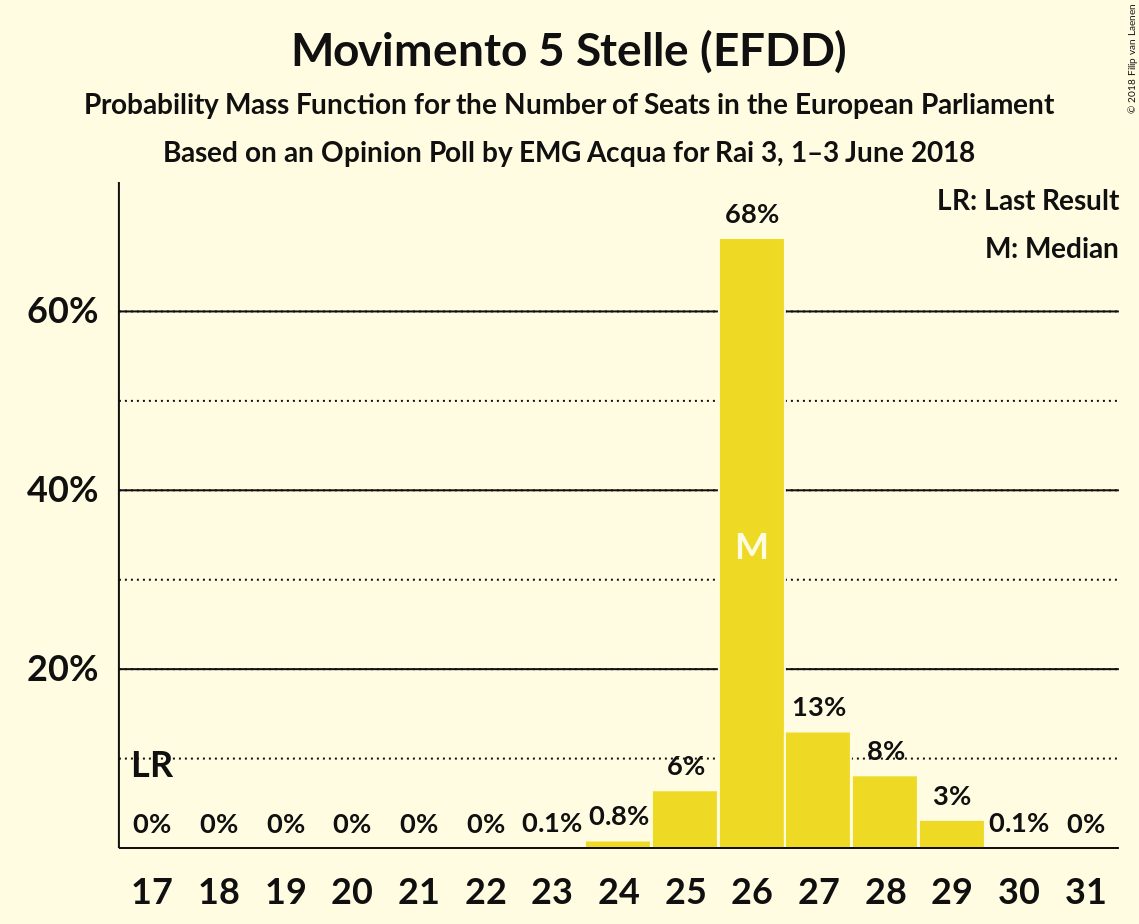 Movimento 5 Stelle (EFDD)
Probability Mass Function for the Number of Seats in the European Parliament
Based on an Opinion Poll by EMG Acqua for Rai 3, 1–3 June 2018
© 2018 Filip van Laenen
LR: Last Result
M: Median
68%
60%
40%
M
20%
13%
LR
8%
6%
3%
0% 0% 0% 0% 0% 0% 0.1% 0.8% 0.1% 0%
17 18 19 20 21 22 23 24 25 26 27 28 29 30 31